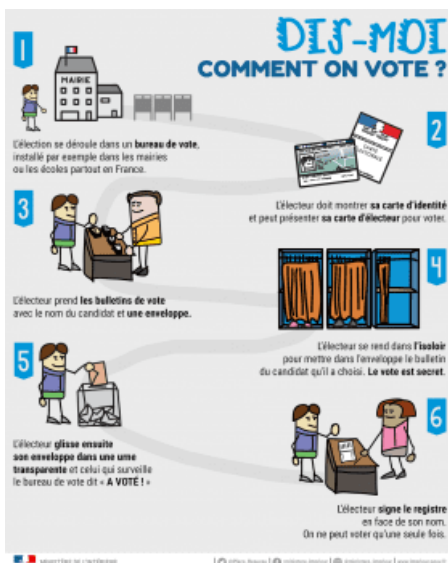 DIS-MOI
COMMENT ON VOTE ?
1
MAIRIE
L'élection se déroule dans un bureau de vote,
installé par exemple dans les mairies
ou les écoles partout en France.
2
L'électeur doit montrer sa carte d'identité
et peut présenter sa carte d'électeur pour voter.
3
L'électeur prend les bulletins de vote
avec le nom du candidat et une enveloppe.
4
L'électeur se rend dans l'isoloir
pour mettre dans l'enveloppe le bulletin
du candidat qu'il a choisi. Le vote est secret.
5
L'électeur glisse ensuite
son enveloppe dans une urne
transparente et celui qui surveille
le bureau de vote dit « A VOTÉ ! »
6
L'électeur signe le registre
en face de son nom.
On ne peut voter qu'une seule fois.
MINISTÈRE DE L'INTÉRIEUR